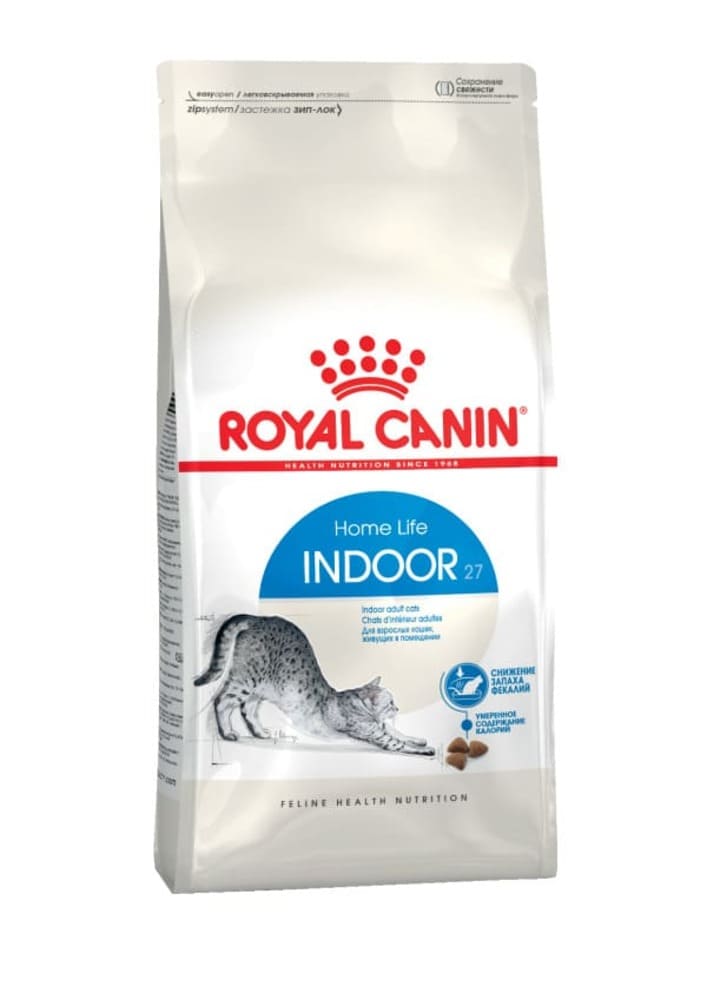 easyopen / легковскрываемая упаковка
zipsystem/застежка ЗИП-ЛОК
Сохранение
СВЕЖЕСТИ
ROYAL CANIN®
HEALTH NUTRITION SINCE 1968
Home Life
INDOOR 27
Indoor adult cats
Chats d'intérieur adultes
Для взрослых кошек,
живущих в помещении
СНИЖЕНИЕ
ЗАПАХА
ФЕКАЛИЙ
УМЕРЕННОЕ
СОДЕРЖАНИЕ
КАЛОРИЙ
FELINE HEALTH NUTRITION